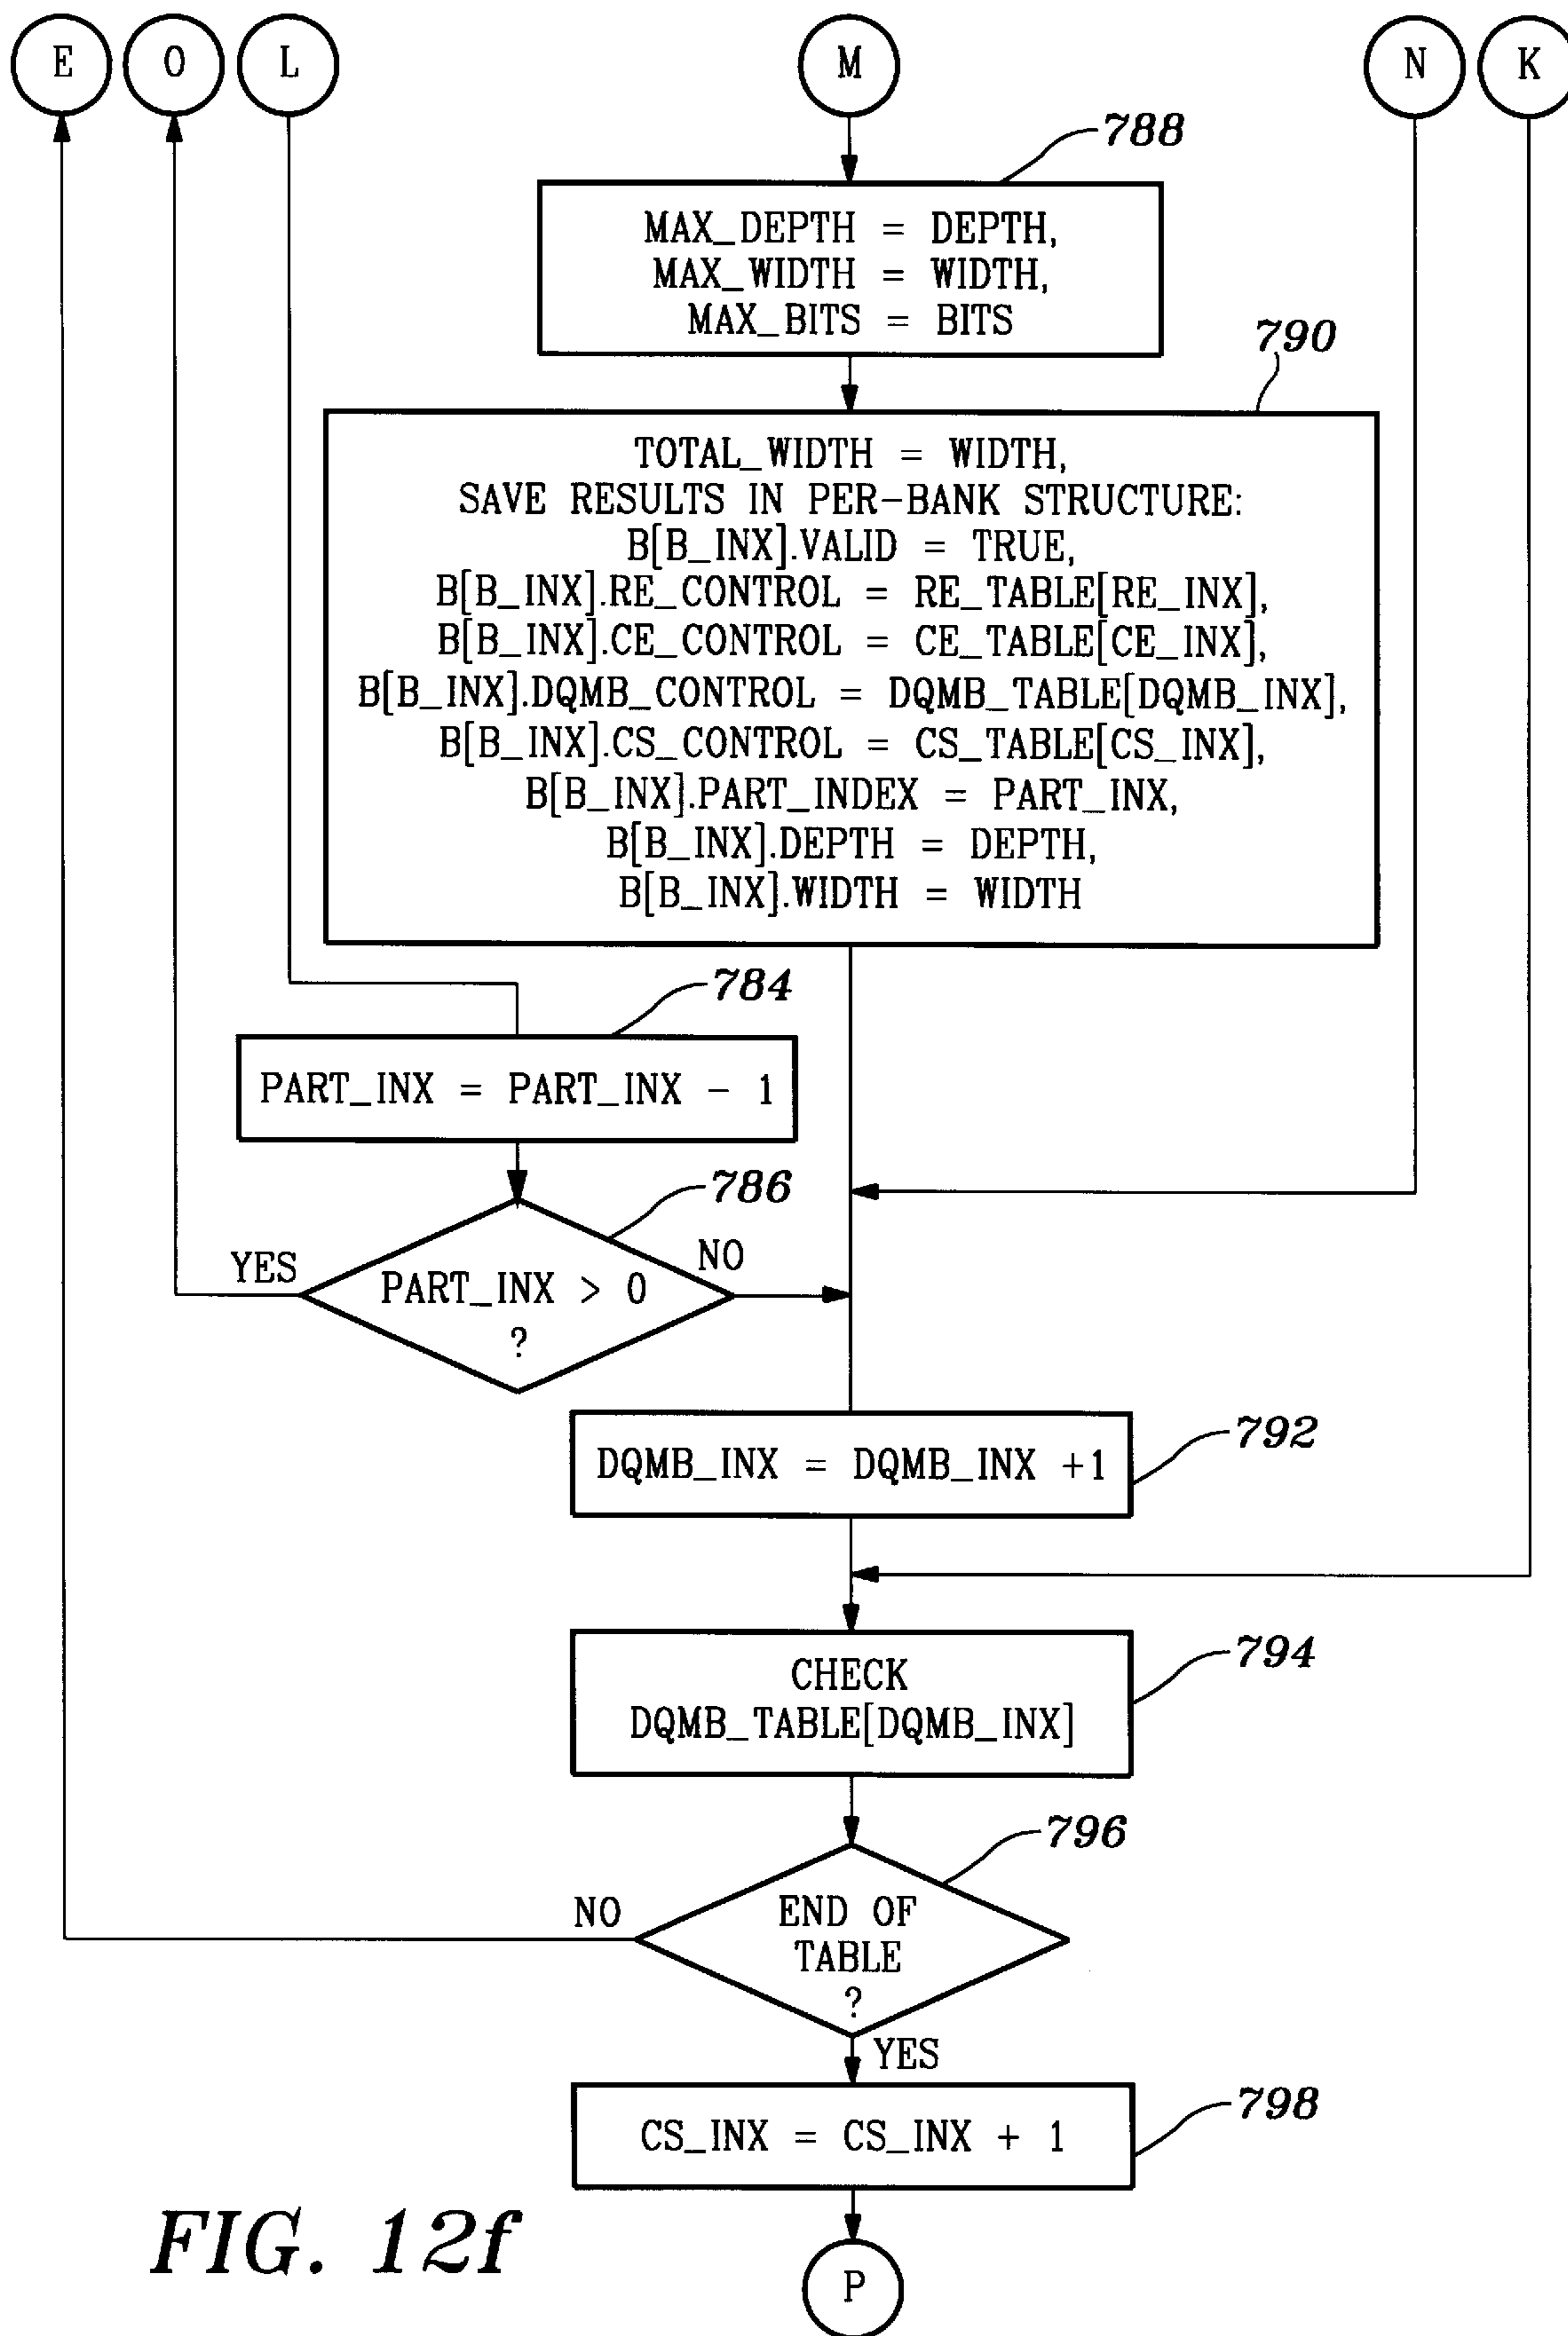 E
O
L
M
N
K
788
MAX_DEPTH = DEPTH,
MAX_WIDTH = WIDTH,
MAX_BITS = BITS
790
TOTAL_WIDTH = WIDTH,
SAVE RESULTS IN PER-BANK STRUCTURE:
B[B_INX].VALID = TRUE,
B[B_INX].RE_CONTROL = RE_TABLE[RE_INX],
B[B_INX].CE_CONTROL = CE_TABLE[CE_INX],
B[B_INX].DQMB_CONTROL = DQMB_TABLE[DQMB_INX],
B[B_INX].CS_CONTROL = CS_TABLE[CS_INX],
B[B_INX].PART_INDEX = PART_INX,
B[B_INX].DEPTH = DEPTH,
B[B_INX].WIDTH = WIDTH
784
PART_INX = PART_INX - 1
786
YES
NO
PART_INX > 0
?
792
DQMB_INX = DQMB_INX +1
794
CHECK
DQMB_TABLE[DQMB_INX]
796
NO
END OF
TABLE
?
YES
798
CS_INX = CS_INX + 1
FIG. 12f
P